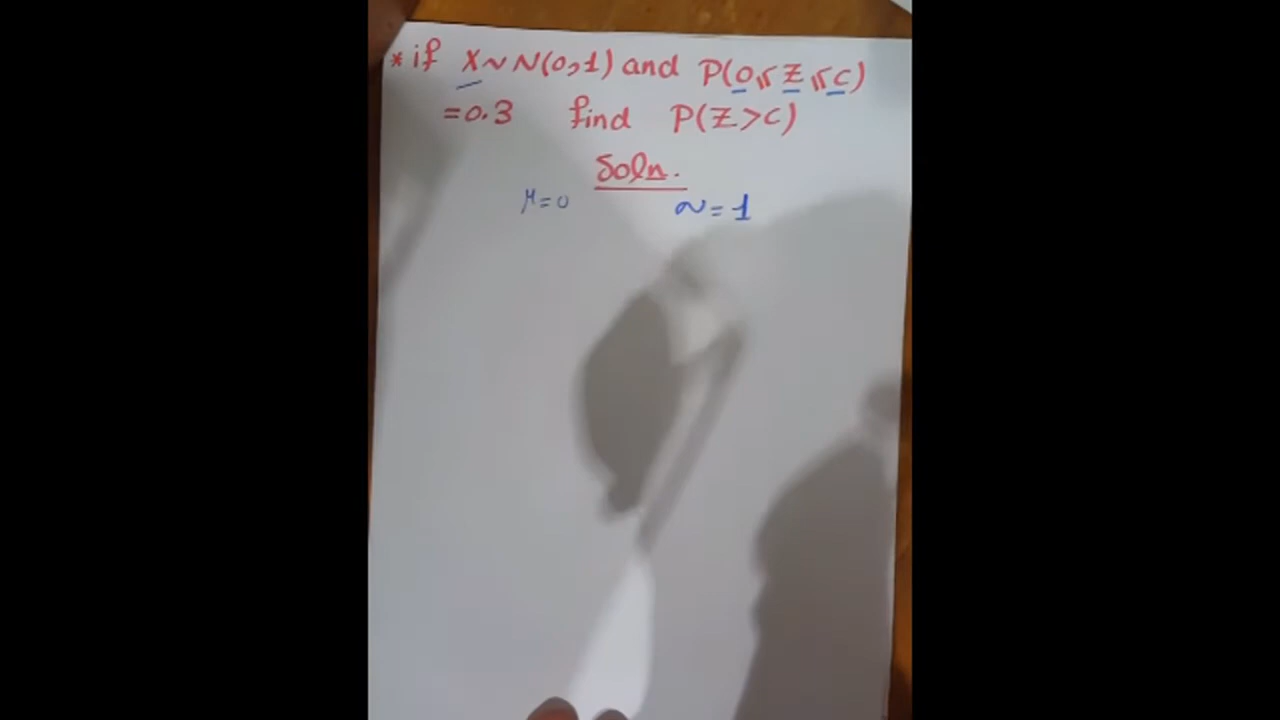 * if X ~ N(0,1) and P(0 ≤ Z ≤ C)
= 0.3 find P(Z > C)
Soln.
μ = 0 σ = 1